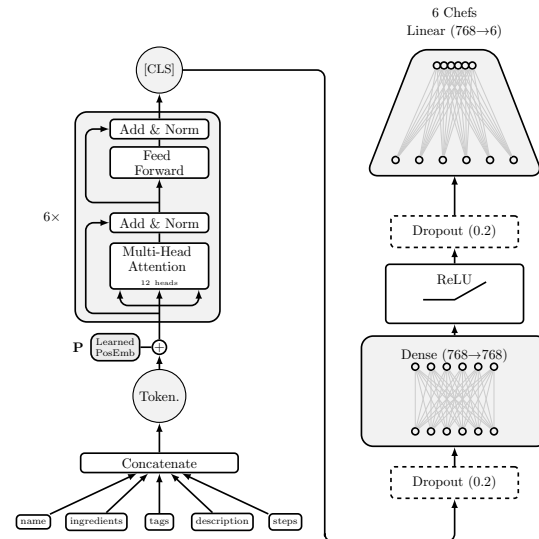 6 Chefs
Linear (768→6)
[CLS]
Add & Norm
Feed
Forward
6×
Add & Norm
Multi-Head
Attention
12 heads
P
Learned
PosEmb
+
Token.
Concatenate
name
ingredients
tags
description
steps
Dropout (0.2)
ReLU
Dense (768→768)
Dropout (0.2)